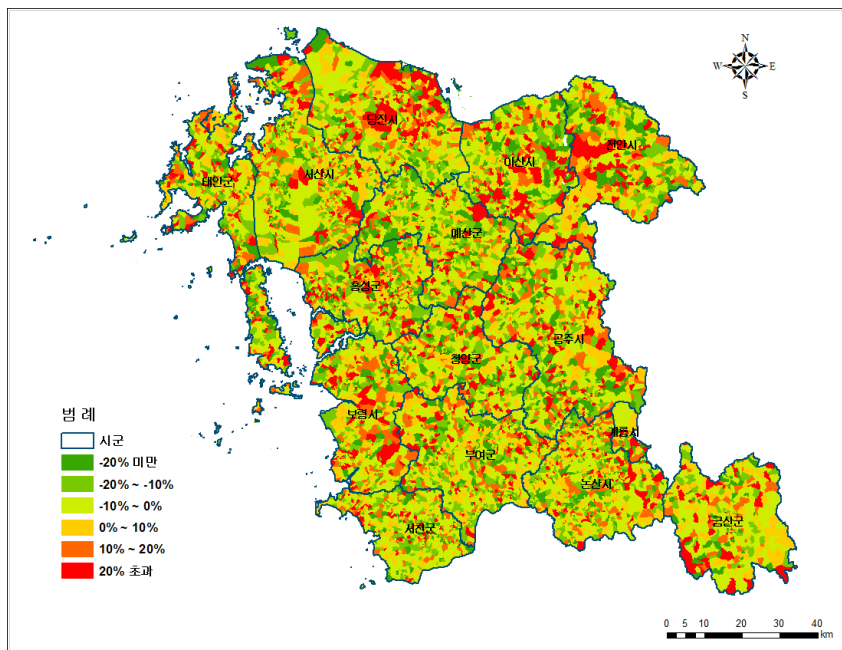 N
W E
S
당진시
천안시
아산시
서산시
태안군
예산군
홍성군
공주시
청양군
보령시
계룡시
부여군
논산시
금산군
서천군
범 례
시군
-20% 미만
-20% ~ -10%
-10% ~ 0%
0% ~ 10%
10% ~ 20%
20% 초과
0 5 10 20 30 40
km